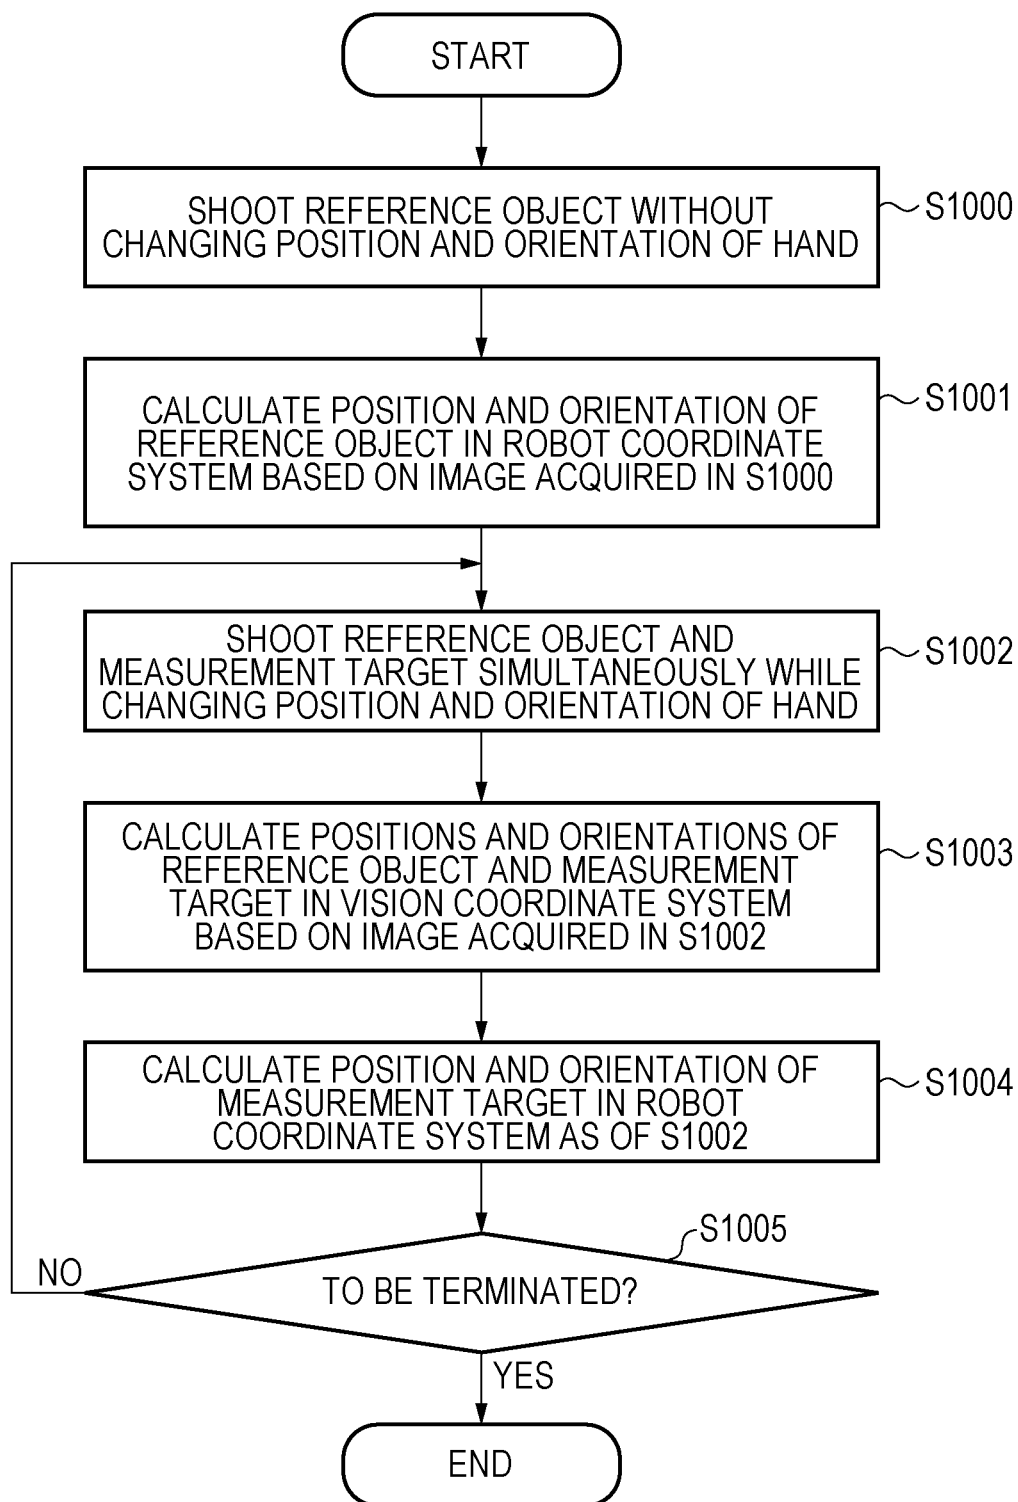 START
SHOOT REFERENCE OBJECT WITHOUT
CHANGING POSITION AND ORIENTATION OF HAND
S1000
CALCULATE POSITION AND ORIENTATION OF
REFERENCE OBJECT IN ROBOT COORDINATE
SYSTEM BASED ON IMAGE ACQUIRED IN S1000
S1001
SHOOT REFERENCE OBJECT AND
MEASUREMENT TARGET SIMULTANEOUSLY WHILE
CHANGING POSITION AND ORIENTATION OF HAND
S1002
CALCULATE POSITIONS AND ORIENTATIONS OF
REFERENCE OBJECT AND MEASUREMENT
TARGET IN VISION COORDINATE SYSTEM
BASED ON IMAGE ACQUIRED IN S1002
S1003
CALCULATE POSITION AND ORIENTATION OF
MEASUREMENT TARGET IN ROBOT
COORDINATE SYSTEM AS OF S1002
S1004
S1005
NO
TO BE TERMINATED?
YES
END